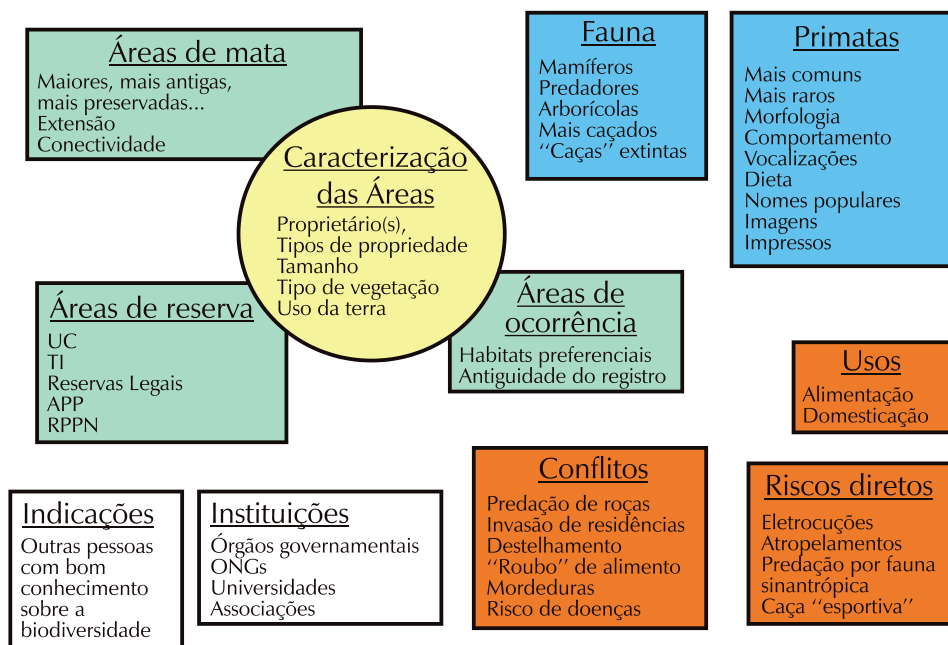 Áreas de mata
Maiores, mais antigas,
mais preservadas...
Extensão
Conectividade
Fauna
Mamíferos
Predadores
Arborícolas
Mais caçados
“Caças” extintas
Primatas
Mais comuns
Mais raros
Morfologia
Comportamento
Vocalizações
Dieta
Nomes populares
Imagens
Impressos
Caracterização
das Áreas
Proprietário(s),
Tipos de propriedade
Tamanho
Tipo de vegetação
Uso da terra
Áreas de reserva
UC
TI
Reservas Legais
APP
RPPN
Áreas de
ocorrência
Habitats preferenciais
Antiguidade do registro
Usos
Alimentação
Domesticação
Indicações
Outras pessoas
com bom
conhecimento
sobre a
biodiversidade
Instituições
Órgãos governamentais
ONGs
Universidades
Associações
Conflitos
Predação de roças
Invasão de residências
Destelhamento
“Roubo” de alimento
Mordeduras
Risco de doenças
Riscos diretos
Eletrocuções
Atropelamentos
Predação por fauna
sinantrópica
Caça “esportiva”